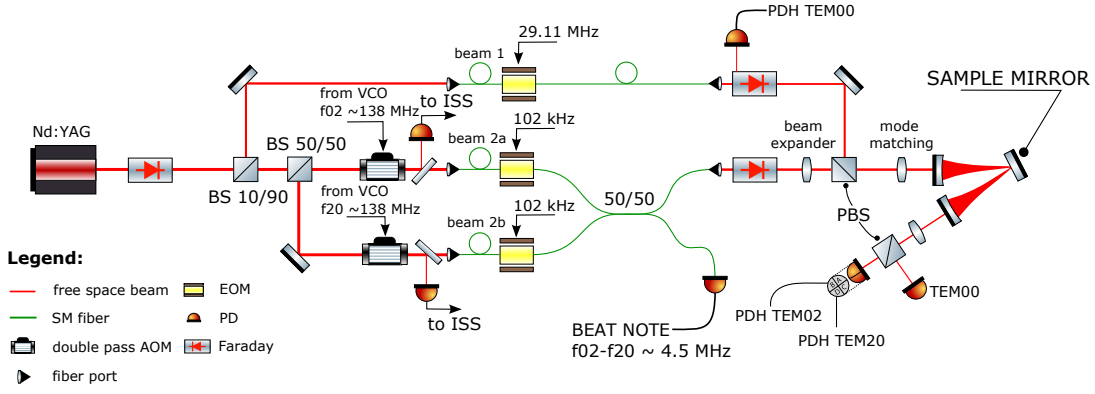 PDH TEM00
29.11 MHz
beam 1
from VCO
f02 ~138 MHz
to ISS
SAMPLE MIRROR
Nd:YAG
BS 50/50
BS 10/90
102 kHz
beam 2a
beam
expander
mode
matching
from VCO
f20 ~138 MHz
102 kHz
50/50
PBS
beam 2b
Legend:
free space beam
EOM
SM fiber
PD
double pass AOM
Faraday
fiber port
to ISS
BEAT NOTE
f02-f20 ~ 4.5 MHz
B A
D C
TEM00
PDH TEM02
PDH TEM20